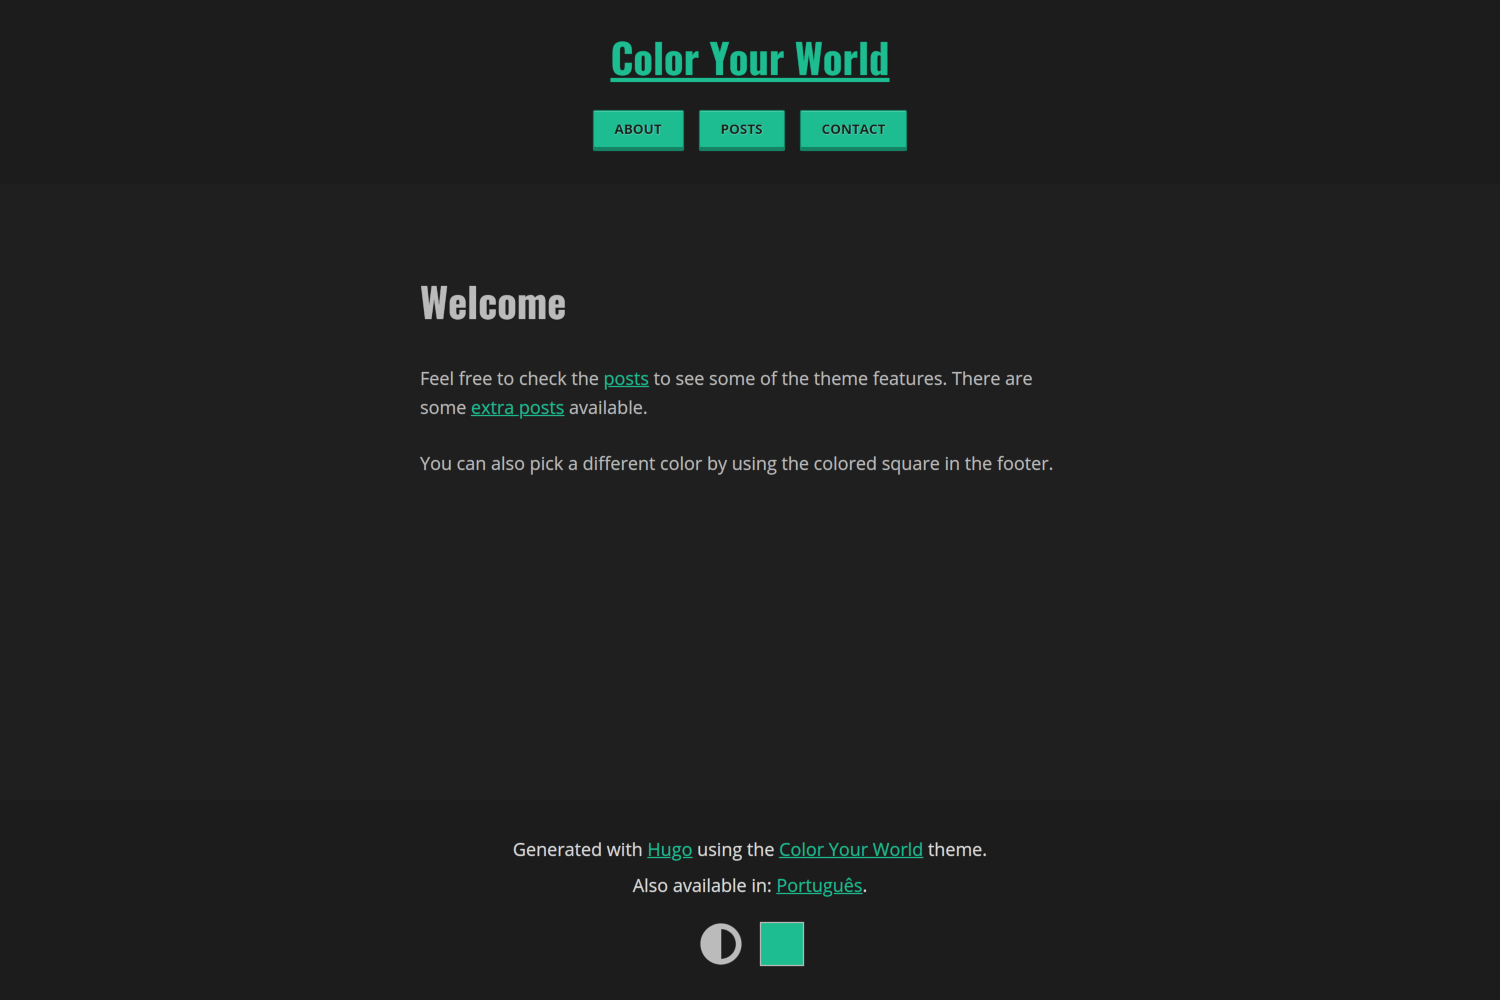 Color Your World
ABOUT
POSTS
CONTACT
Welcome
Feel free to check the posts to see some of the theme features. There are
some extra posts available.
You can also pick a different color by using the colored square in the footer.
Generated with Hugo using the Color Your World theme.
Also available in: Português.